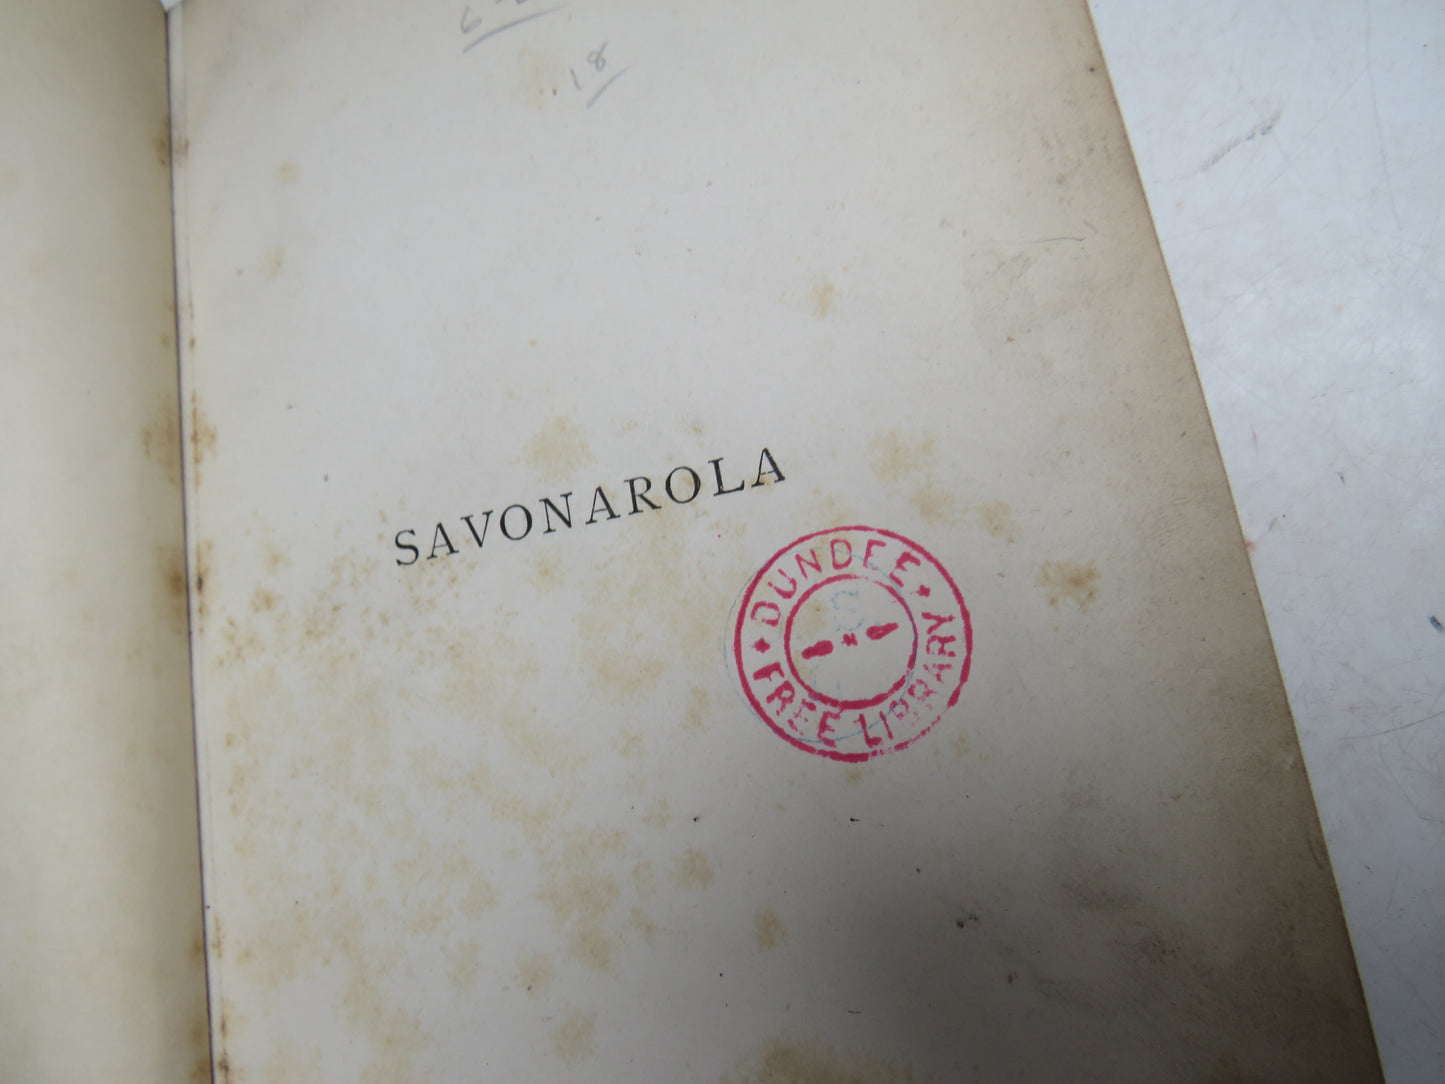 18
SAVONAROLA
DUNDEE
FREE LIBRARY